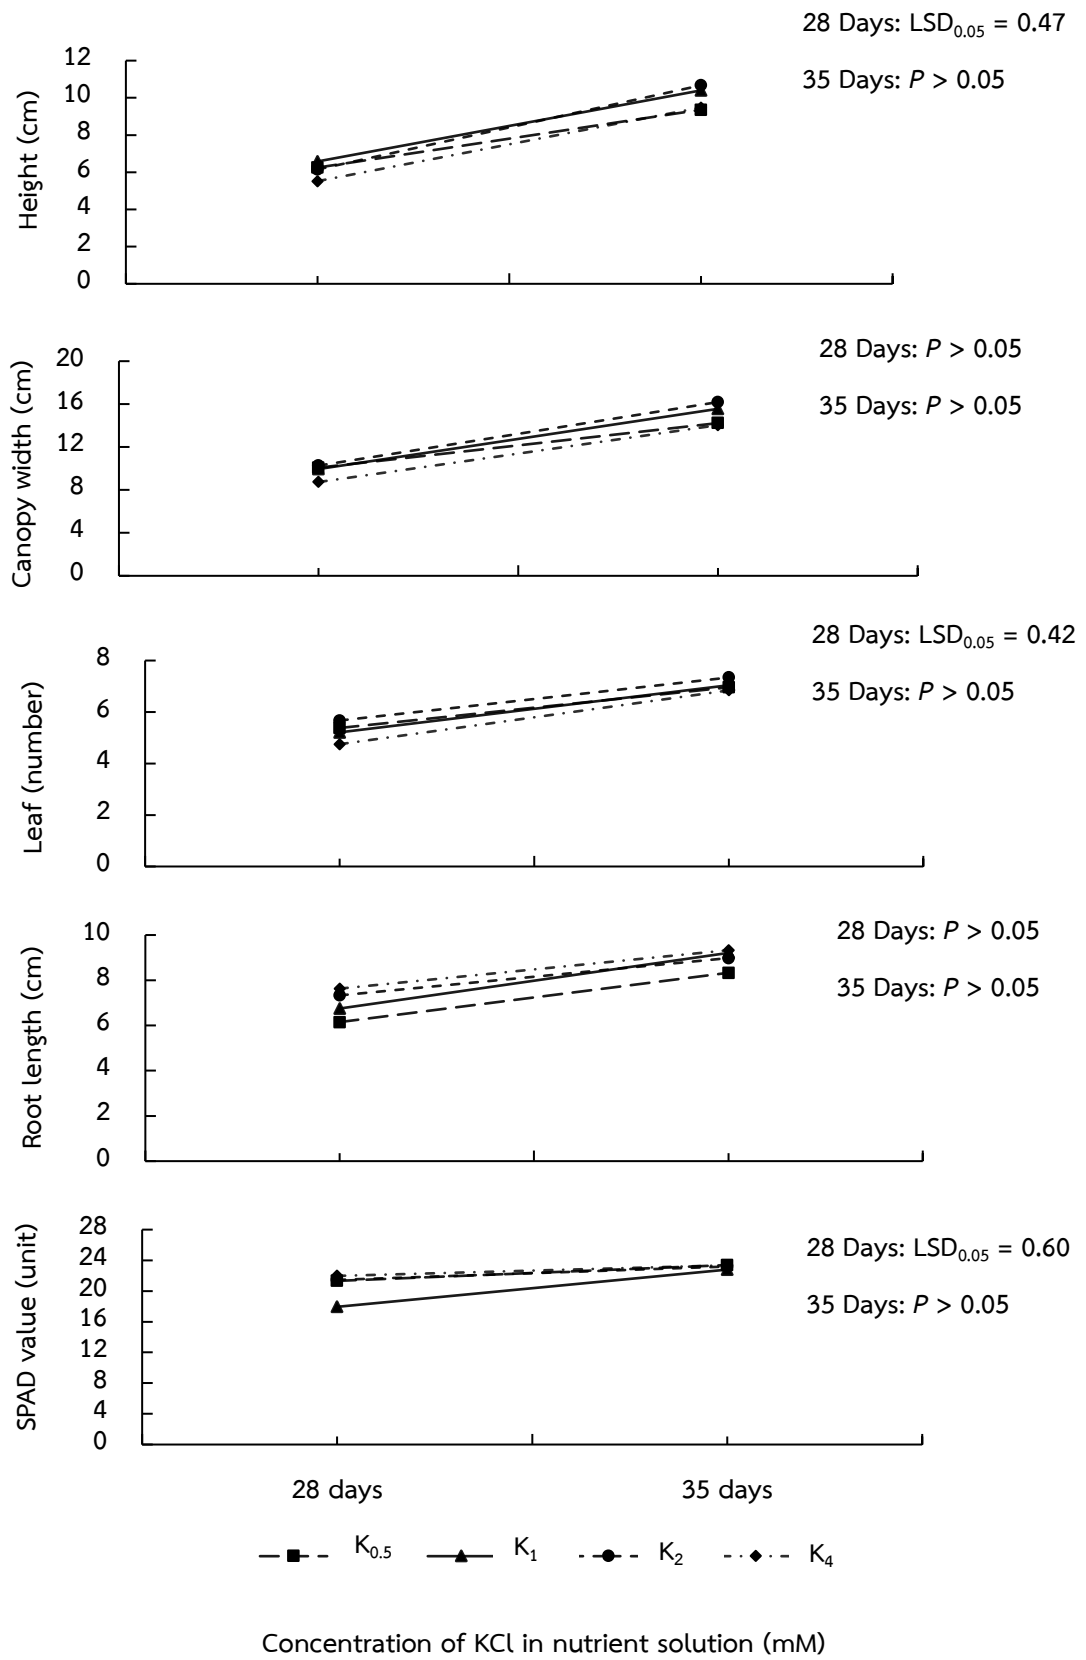 28 Days: LSD0.05 = 0.47
35 Days: P > 0.05
Height (cm)
12
10
8
6
4
2
0
28 Days: P > 0.05
35 Days: P > 0.05
Canopy width (cm)
20
16
12
8
4
0
28 Days: LSD0.05 = 0.42
35 Days: P > 0.05
Leaf (number)
8
6
4
2
0
28 Days: P > 0.05
35 Days: P > 0.05
Root length (cm)
10
8
6
4
2
0
28 Days: LSD0.05 = 0.60
35 Days: P > 0.05
SPAD value (unit)
28
24
20
16
12
8
4
0
28 days 35 days
K0.5 K1 K2 K4
Concentration of KCl in nutrient solution (mM)